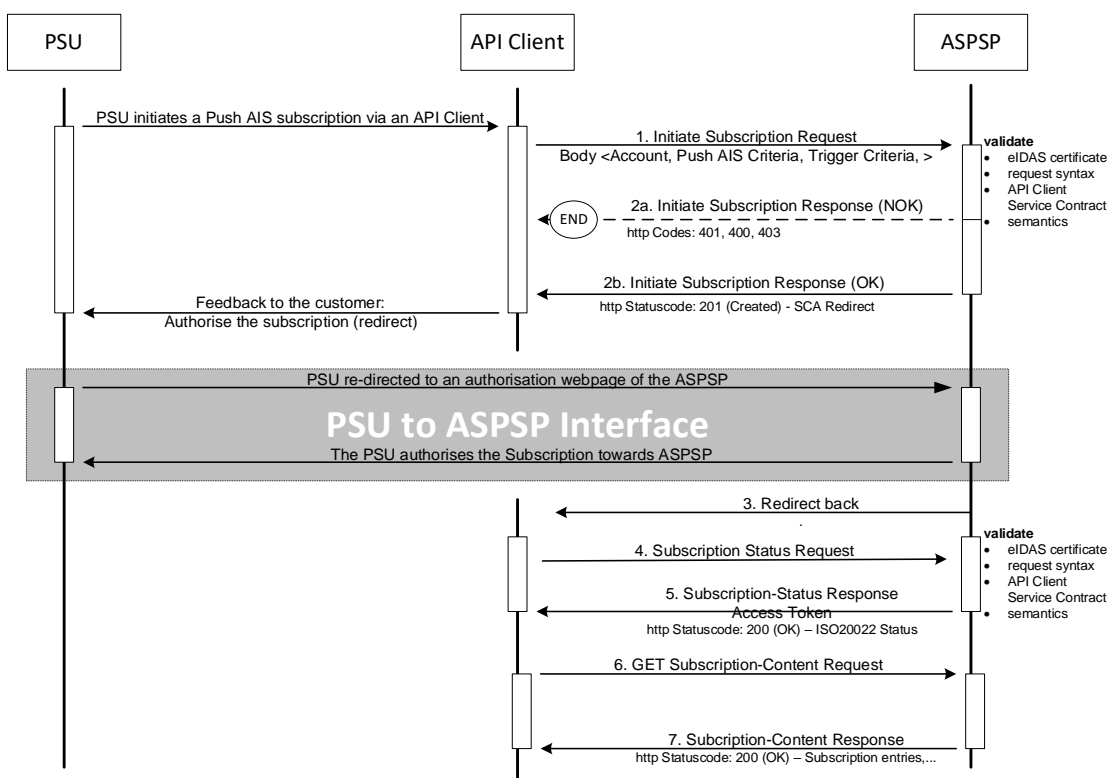 PSU
API Client
ASPSP
PSU initiates a Push AIS subscription via an API Client
1. Initiate Subscription Request
Body <Account, Push AIS Criteria, Trigger Criteria, >
validate
• eIDAS certificate
• request syntax
• API Client
Service Contract
• semantics
2a. Initiate Subscription Response (NOK)
END
http Codes: 401, 400, 403
2b. Initiate Subscription Response (OK)
http Statuscode: 201 (Created) - SCA Redirect
Feedback to the customer:
Authorise the subscription (redirect)
PSU re-directed to an authorisation webpage of the ASPSP
PSU to ASPSP Interface
The PSU authorises the Subscription towards ASPSP
3. Redirect back
.
validate
• eIDAS certificate
• request syntax
• API Client
Service Contract
• semantics
4. Subscription Status Request
5. Subscription-Status Response
Access Token
http Statuscode: 200 (OK) – ISO20022 Status
6. GET Subscription-Content Request
7. Subcription-Content Response
http Statuscode: 200 (OK) – Subscription entries,...